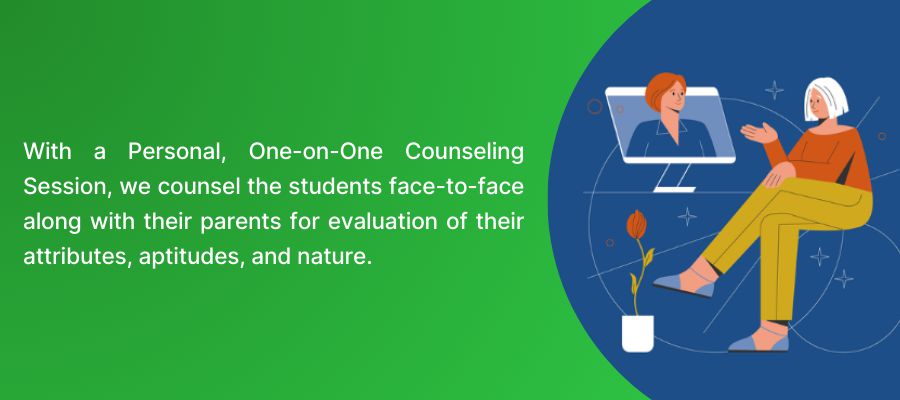 With a Personal, One-on-One Counseling
Session, we counsel the students face-to-face
along with their parents for evaluation of their
attributes, aptitudes, and nature.